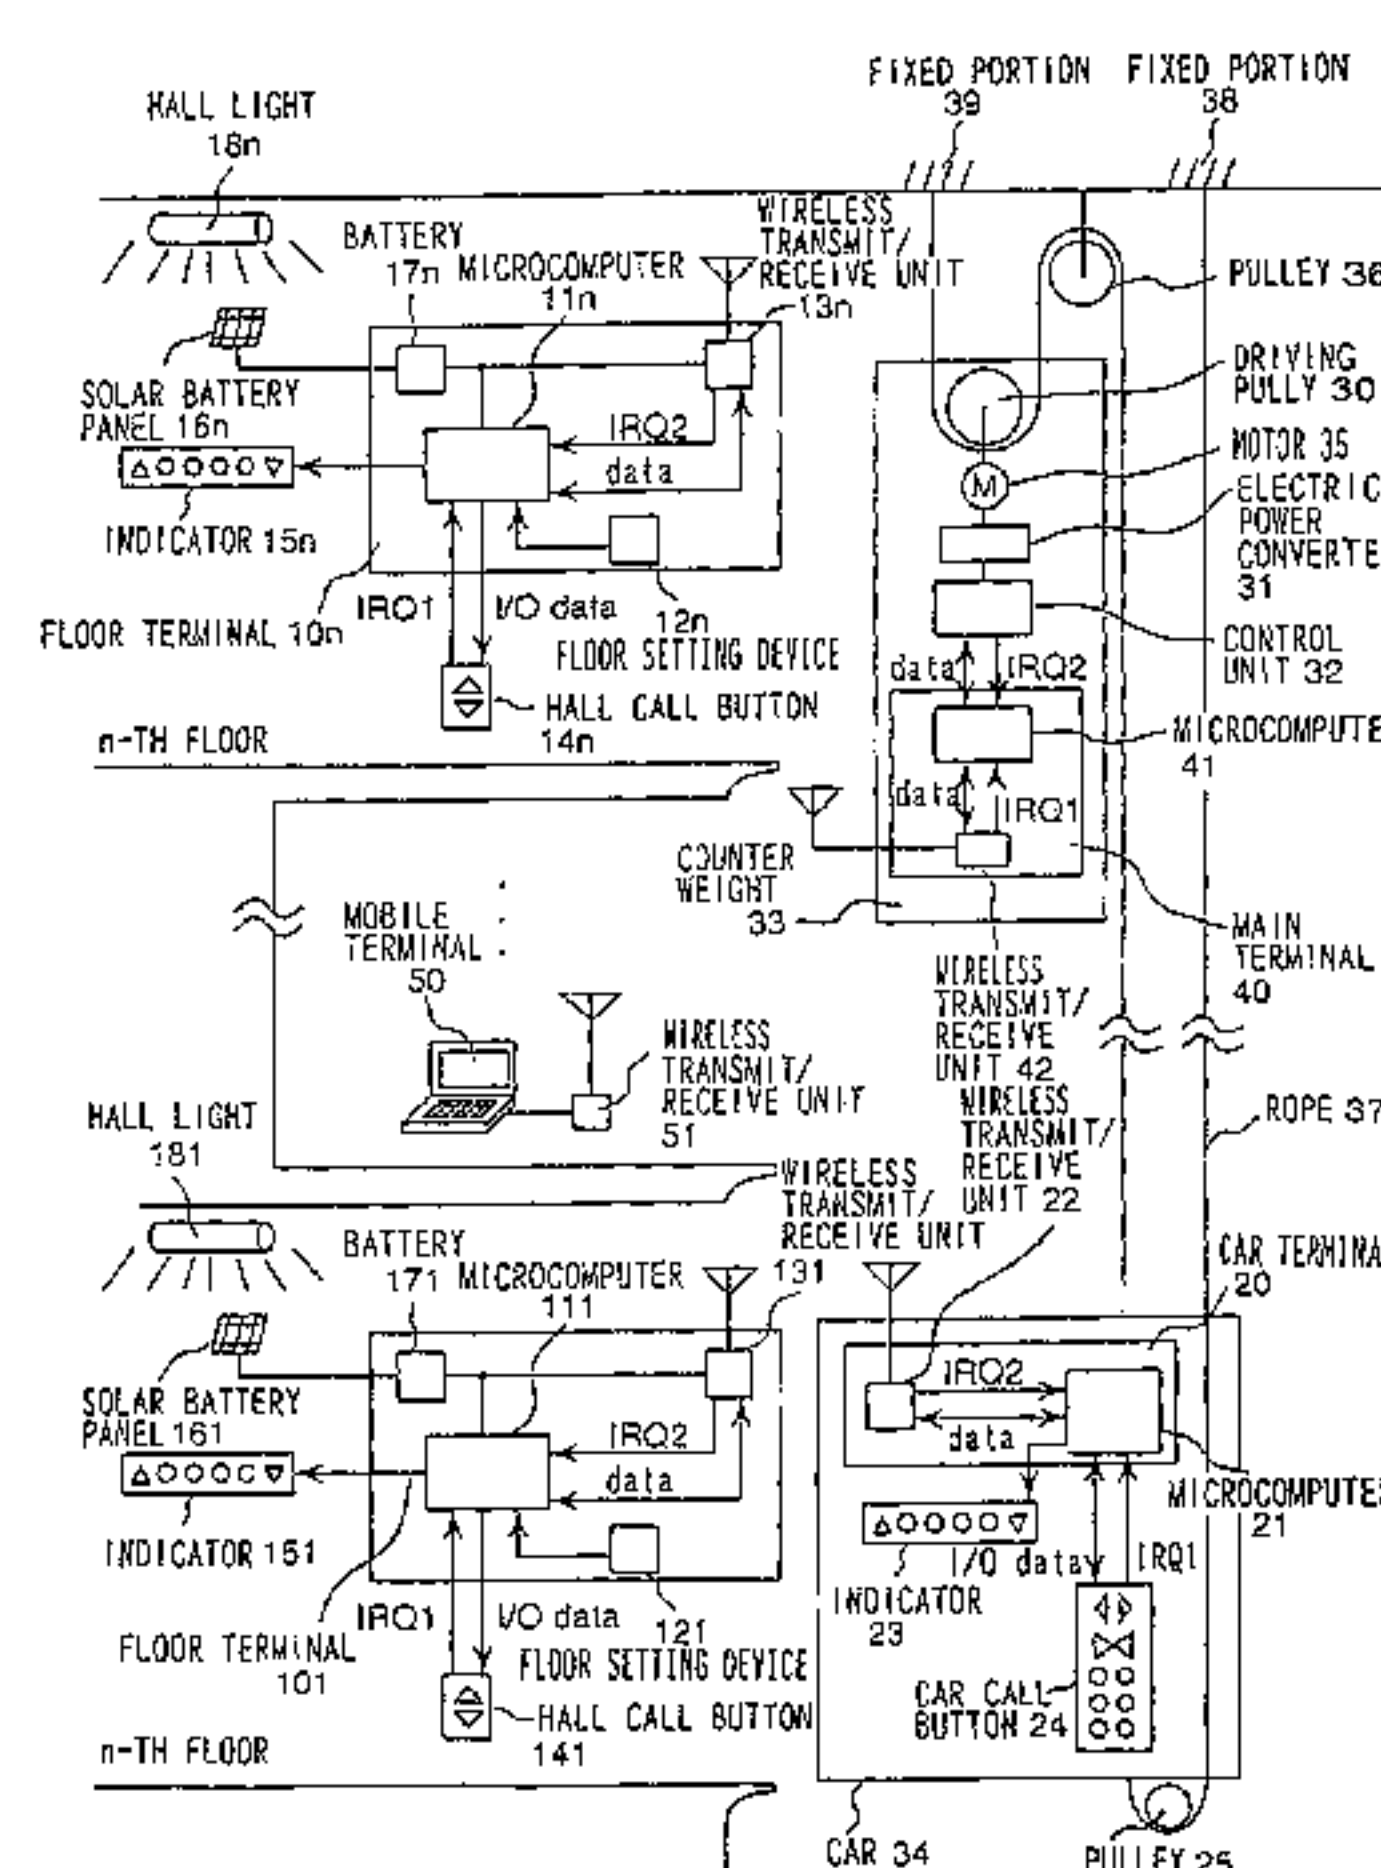 FIXED PORTION
39
FIXED PORTION
38
HALL LIGHT
18n
BATTERY
17n
MICROCOMPUTER
11n
WIRELESS
TRANSMIT/
RECEIVE UNIT
13n
PULLEY 36
SOLAR BATTERY
PANEL 16n
IRQ2
data
INDICATOR 15n
DRIVING
PULLY 30
MOTOR 35
M
ELECTRIC
POWER
CONVERTE
31
FLOOR TERMINAL 10n
IRQ1
I/O data
12n
FLOOR SETTING DEVICE
HALL CALL BUTTON
14n
n-TH FLOOR
CONTROL
UNIT 32
data
IRQ2
MICROCOMPUTE
41
data
IRQ1
COUNTER
WEIGHT
33
MAIN
TERMINAL
40
MOBILE
TERMINAL
50
WIRELESS
TRANSMIT/
RECEIVE UNIT
51
WIRELESS
TRANSMIT/
RECEIVE
UNIT 42
WIRELESS
TRANSMIT/
RECEIVE
UNIT 22
ROPE 37
HALL LIGHT
181
BATTERY
171
MICROCOMPUTER
111
WIRELESS
TRANSMIT/
RECEIVE UNIT
131
CAR TERMINA
20
SOLAR BATTERY
PANEL 161
IRQ2
data
INDICATOR 151
IRQ2
data
MICROCOMPUTE
21
I/O data
IRQ1
INDICATOR
23
FLOOR TERMINAL
101
IRQ1
I/O data
121
FLOOR SETTING DEVICE
HALL CALL BUTTON
141
CAR CALL
BUTTON 24
n-TH FLOOR
CAR 34
PULLEY 25